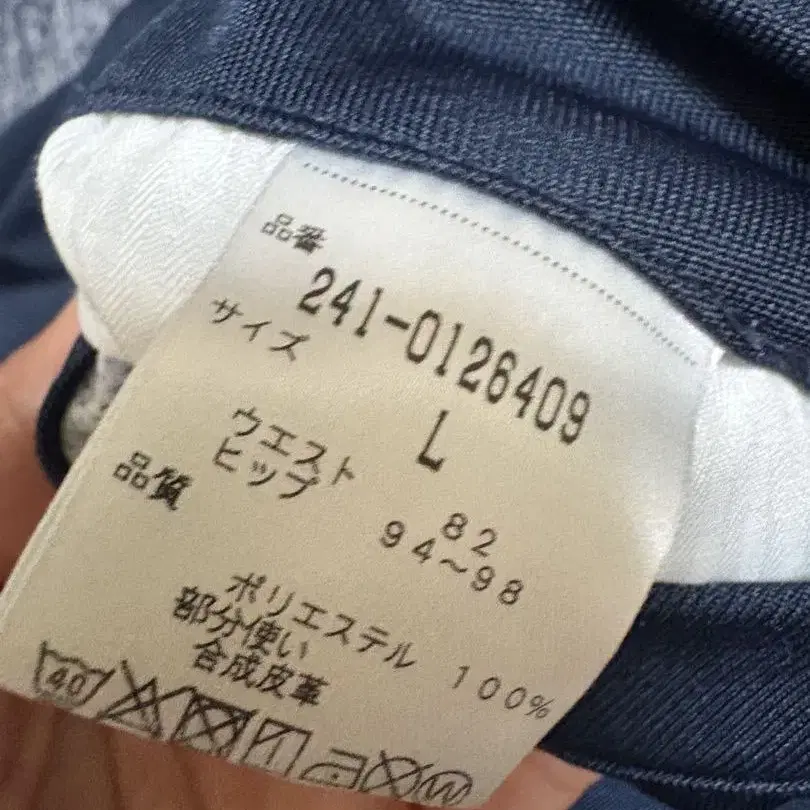 品番
241-0126409
サイズ
L
ウエスト 82
ヒップ 94~98
品質
ポリエステル 100%
部分使い
合成皮革
40
W